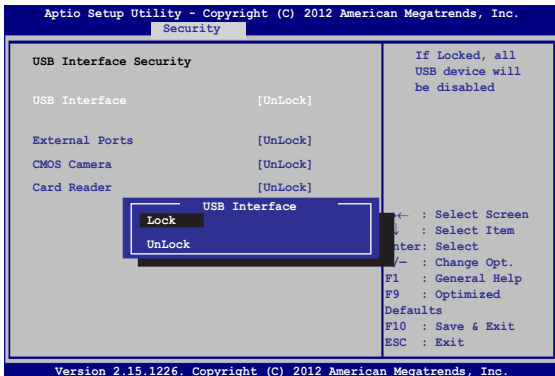 Aptio Setup Utility - Copyright (C) 2012 American Megatrends, Inc.
Security
USB Interface Security
USB Interface [UnLock]
External Ports [UnLock]
CMOS Camera [UnLock]
Card Reader [UnLock]
USB Interface
Lock
UnLock
If Locked, all
USB device will
be disabled
← : Select Screen
↓ : Select Item
nter: Select
/— : Change Opt.
F1 : General Help
F9 : Optimized
Defaults
F10 : Save & Exit
ESC : Exit
Version 2.15.1226. Copyright (C) 2012 American Megatrends, Inc.